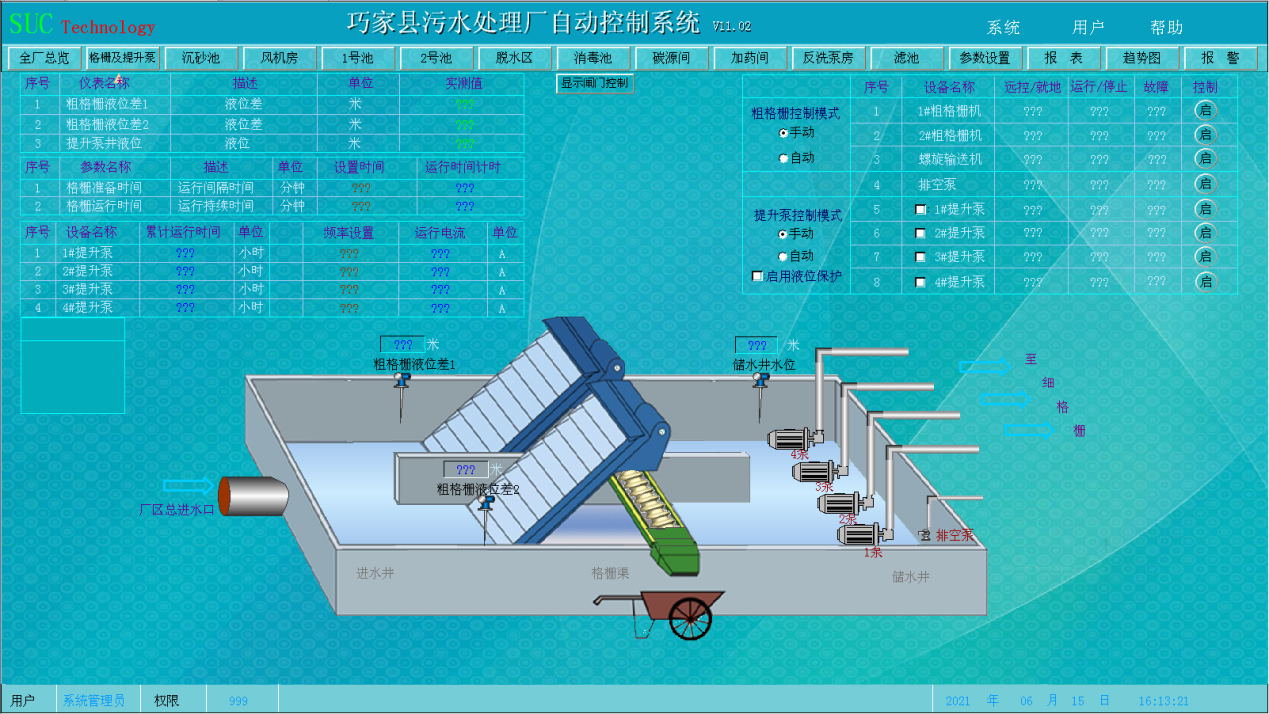 SUC Technology
巧家县污水处理厂自动控制系统 V11.02
系统 用户 帮助
全厂总览 格栅及提升泵 沉砂池 风机房 1号池 2号池 脱水区 消毒池 碳源间 加药间 反洗泵房 滤池 参数设置 报 表 趋势图 报 警
序号 仪表名称 描述 单位 实测值
1 粗格栅液位差1 液位差 米 ???
2 粗格栅液位差2 液位差 米 ???
3 提升泵井液位 液位 米 ???
序号 参数名称 描述 单位 设置时间 运行时间计时
1 格栅准备时间 运行间隔时间 分钟 ??? ???
2 格栅运行时间 运行持续时间 分钟 ??? ???
序号 设备名称 累计运行时间 单位 频率设置 运行电流 单位
1 1#提升泵 ??? 小时 ??? ??? A
2 2#提升泵 ??? 小时 ??? ??? A
3 3#提升泵 ??? 小时 ??? ??? A
4 4#提升泵 ??? 小时 ??? ??? A
显示闸门控制
粗格栅控制模式
手动
自动
提升泵控制模式
手动
自动
启用液位保护
序号 设备名称 远控/就地 运行/停止 故障 控制
1 1#粗格栅机 ??? ??? ??? 启
2 2#粗格栅机 ??? ??? ??? 启
3 螺旋输送机 ??? ??? ??? 启
4 排空泵 ??? ??? ??? 启
5 1#提升泵 ??? ??? ??? 启
6 2#提升泵 ??? ??? ??? 启
7 3#提升泵 ??? ??? ??? 启
8 4#提升泵 ??? ??? ??? 启
??? 米
粗格栅液位差1
??? 米
储水井水位
至
细
格
栅
??? 米
粗格栅液位差2
厂区总进水口
4泵
3泵
2泵
1泵
排空泵
进水井
格栅渠
储水井
用户 系统管理员 权限 999
2021 年 06 月 15 日 16:13:21